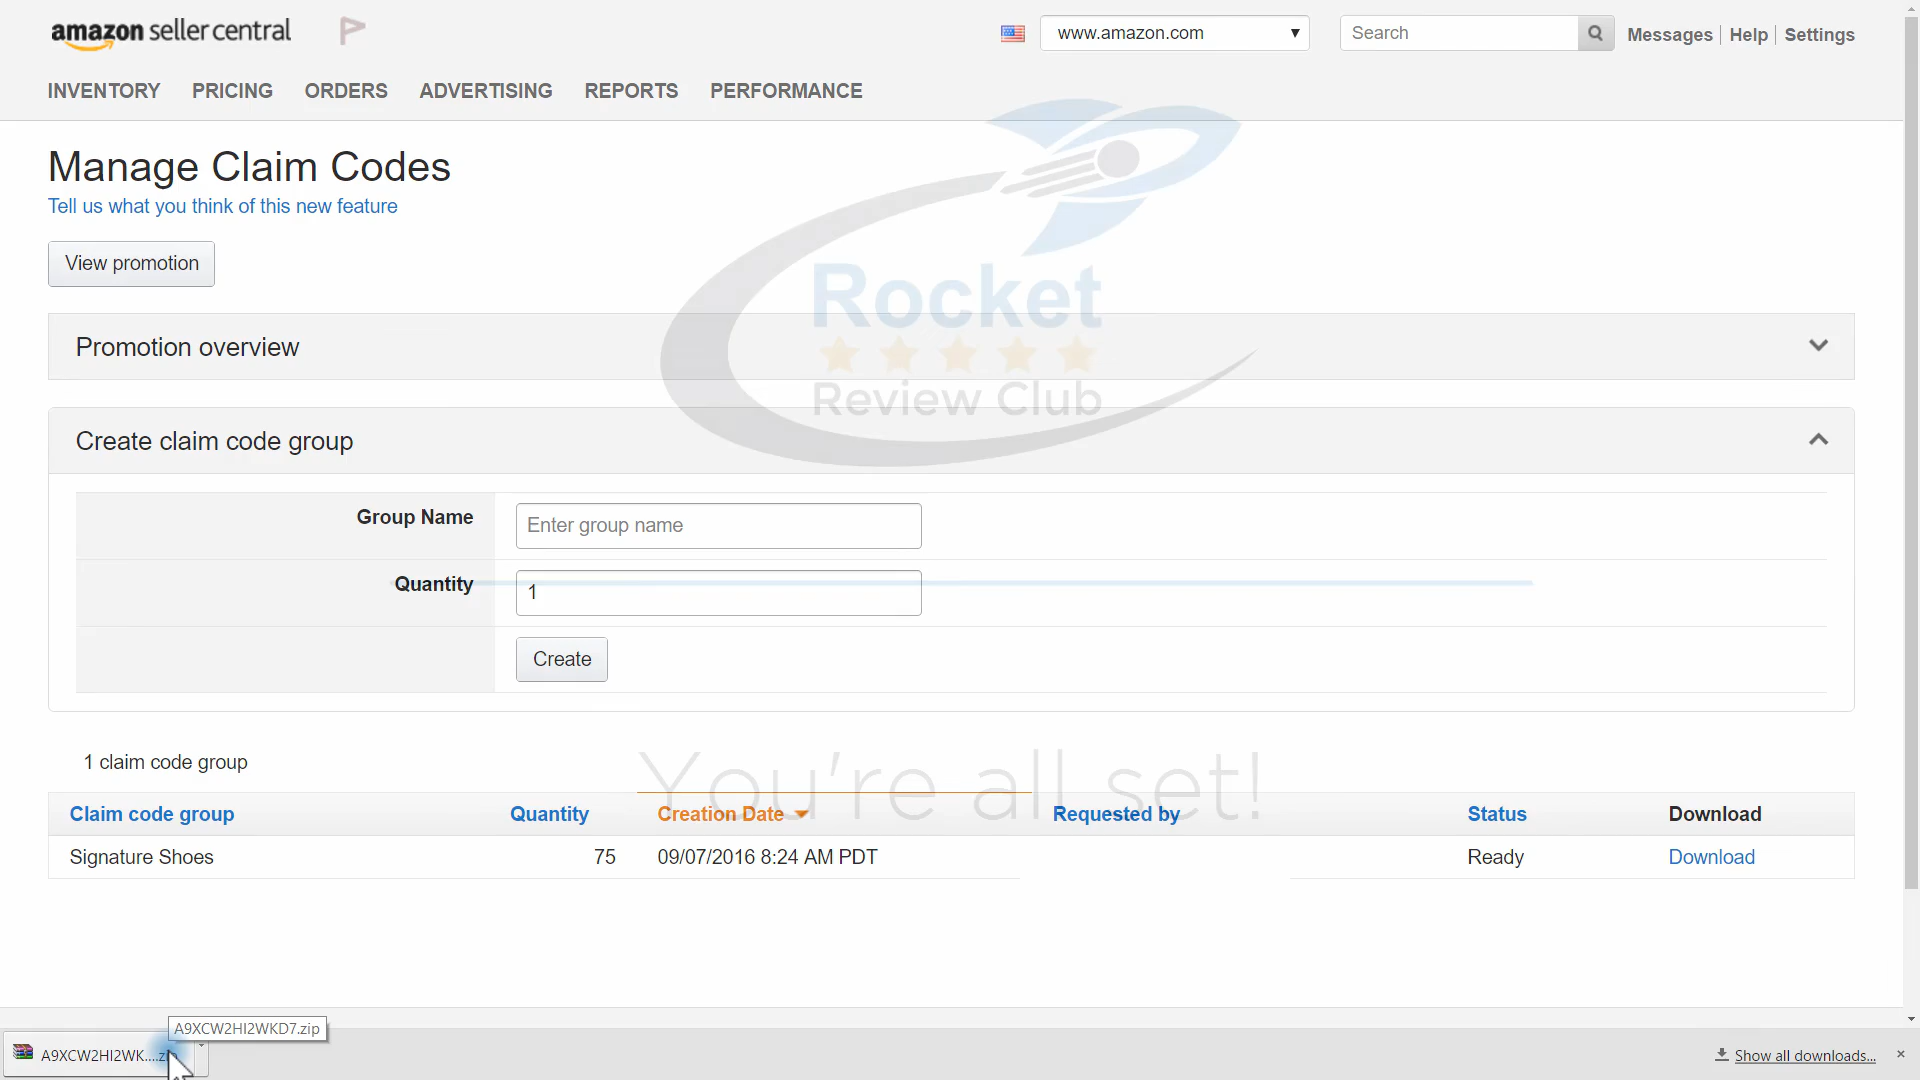 amazon seller central
www.amazon.com
Search
Messages
Help
Settings
INVENTORY
PRICING
ORDERS
ADVERTISING
REPORTS
PERFORMANCE
Manage Claim Codes
Tell us what you think of this new feature
View promotion
Rocket
Review Club
Promotion overview
Create claim code group
Group Name
Enter group name
Quantity
1
Create
You're all set!
1 claim code group
Claim code group Quantity Creation Date Requested by Status Download
Signature Shoes 75 09/07/2016 8:24 AM PDT Ready Download
A9XCW2HI2WKD7.zip
A9XCW2HI2WK....zip
Show all downloads...